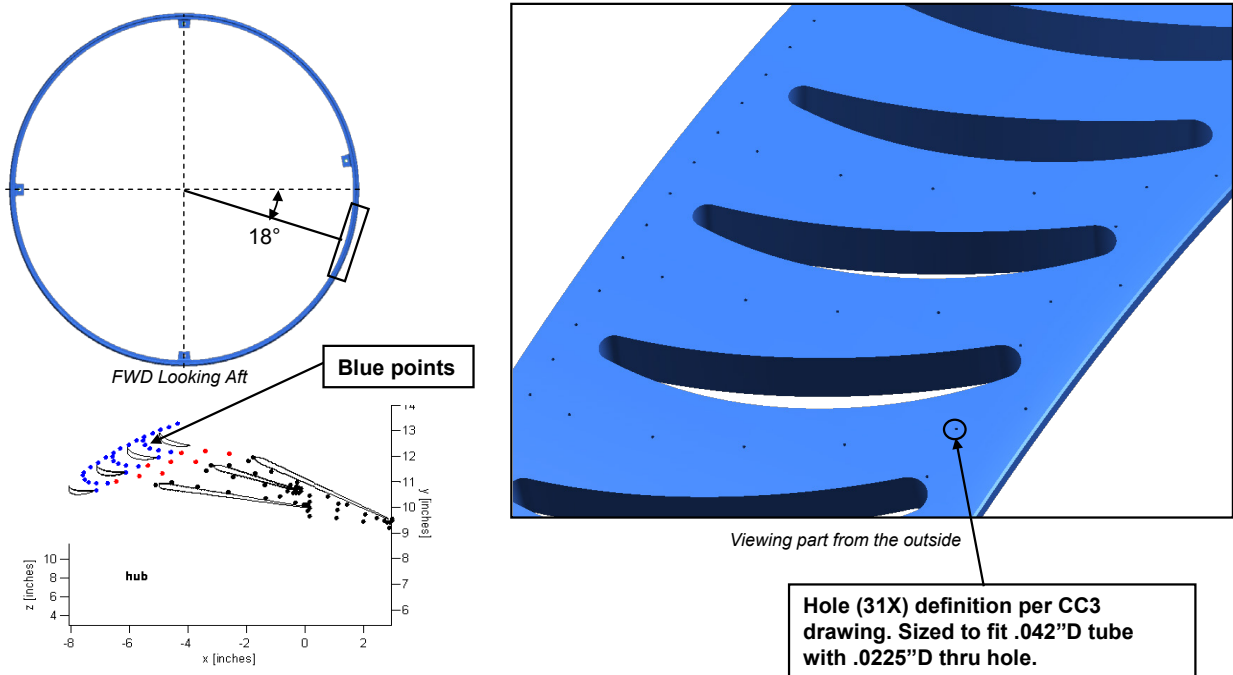 18°
FWD Looking Aft
Blue points
14
13
12
11
10
9
8
7
6
y [inches]
10
8
6
4
z [inches]
hub
-8
-6
-4
-2
0
2
x [inches]
Viewing part from the outside
Hole (31X) definition per CC3
drawing. Sized to fit .042”D tube
with .0225”D thru hole.